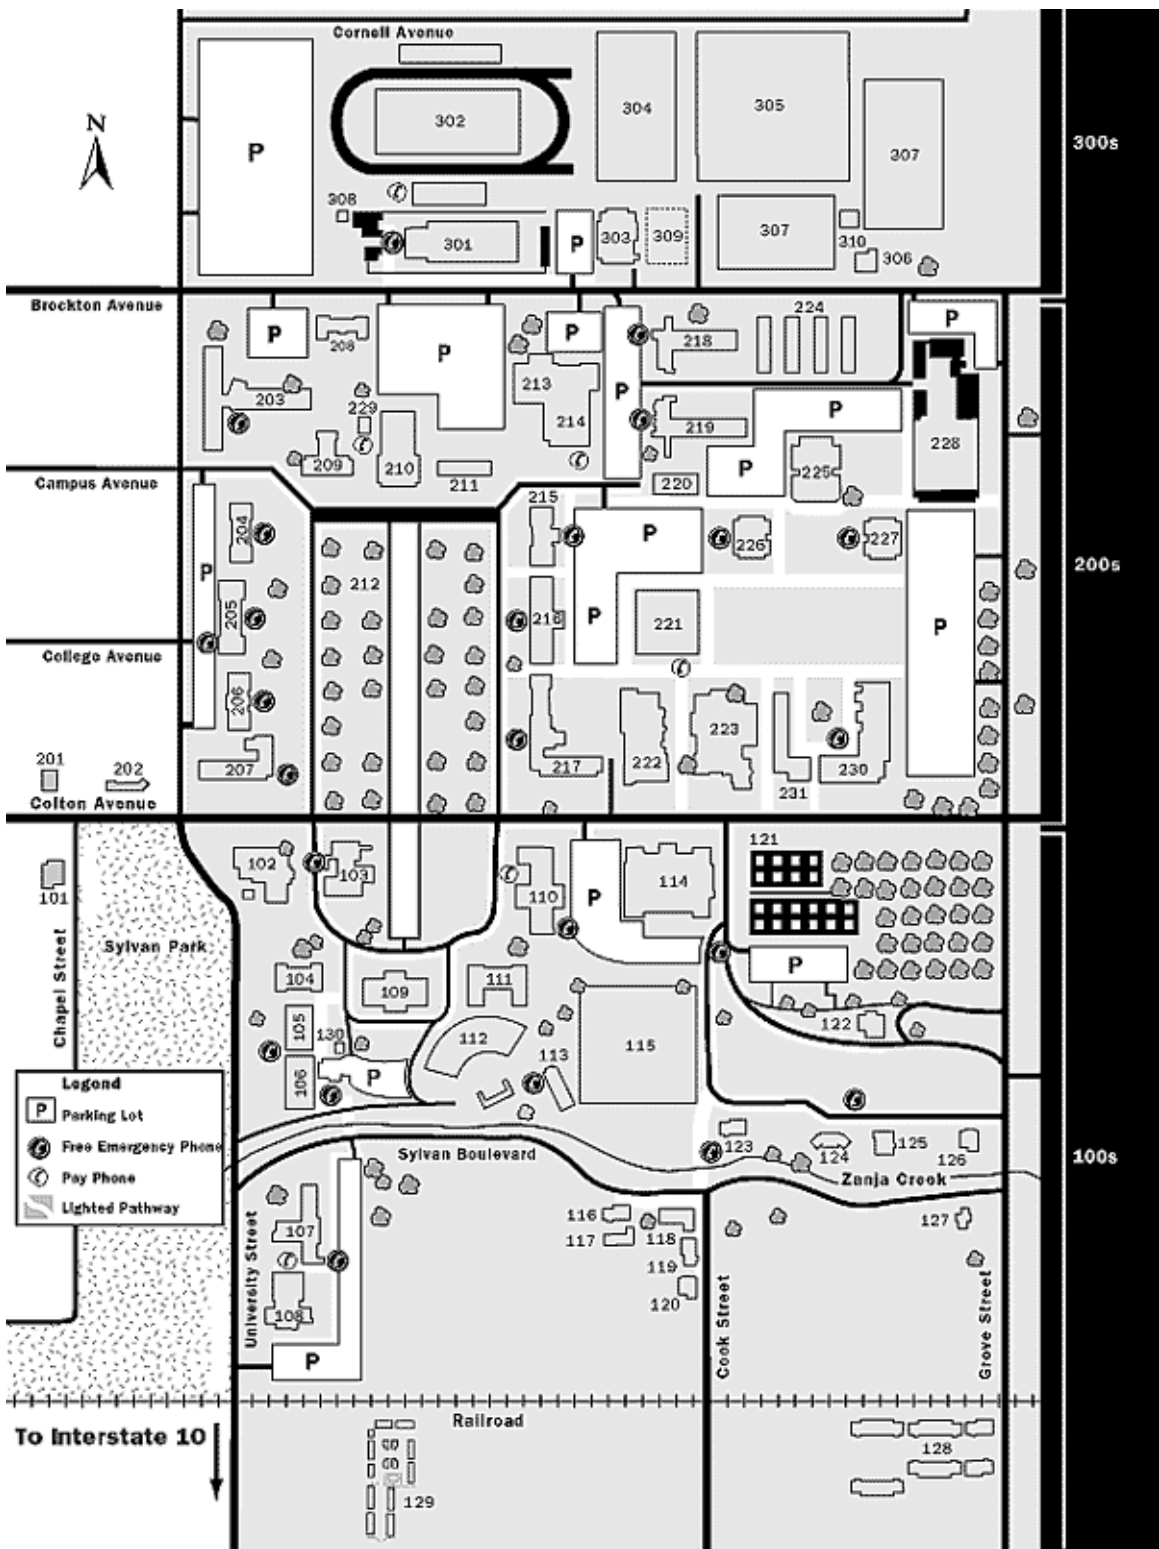 Cornell Avenue
302
304
305
307
300s
N
P
308
301
P
303
309
307
310
306
Brockton Avenue
P
208
P
P
213
214
P
218
224
P
203
229
209
210
211
219
P
P
220
225
228
Campus Avenue
204
P
205
206
207
212
215
216
217
P
P
226
227
221
P
200s
College Avenue
222
223
231
230
201
202
Colton Avenue
101
102
103
110
P
114
121
Chapel Street
Sylvan Park
104
109
111
P
105
130
106
P
112
113
115
122
Legend
P Parking Lot
Free Emergency Phone
Pay Phone
Lighted Pathway
Sylvan Boulevard
123
124
125
126
Zanja Creek
100s
107
108
University Street
P
116
117
118
119
120
127
Cook Street
Grove Street
To Interstate 10
Railroad
128
129